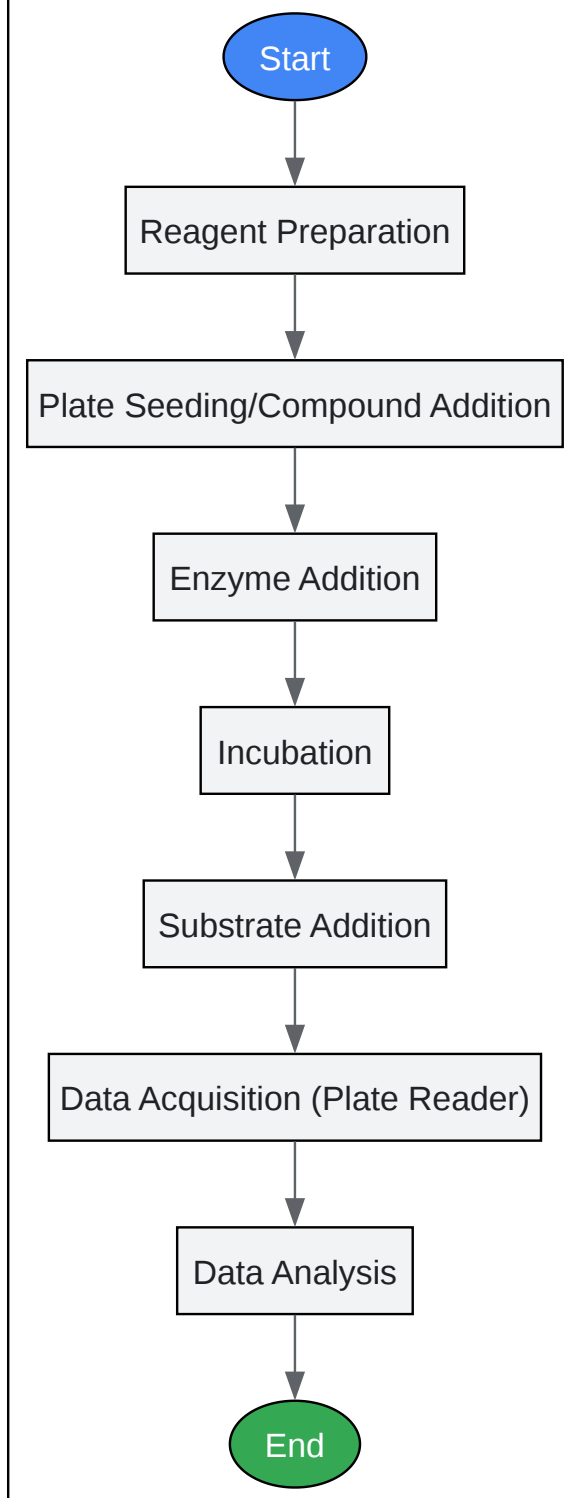 Start
Reagent Preparation
Plate Seeding/Compound Addition
Enzyme Addition
Incubation
Substrate Addition
Data Acquisition (Plate Reader)
Data Analysis
End